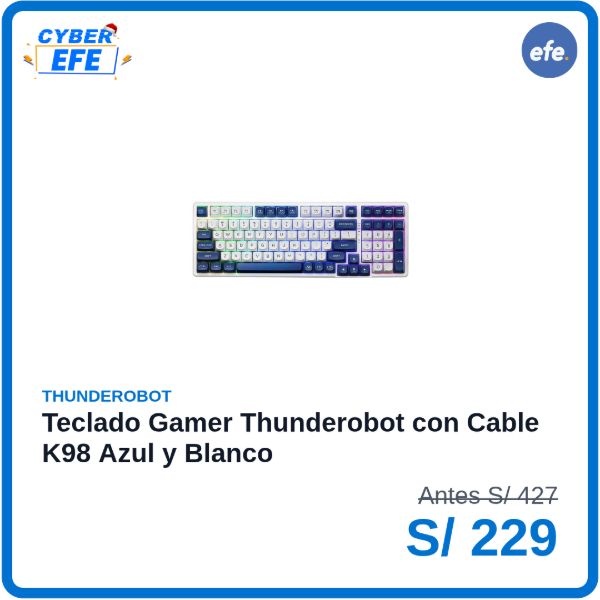 CYBER
EFE
efe.
THUNDEROBOT
Teclado Gamer Thunderobot con Cable
K98 Azul y Blanco
Antes S/ 427
S/ 229